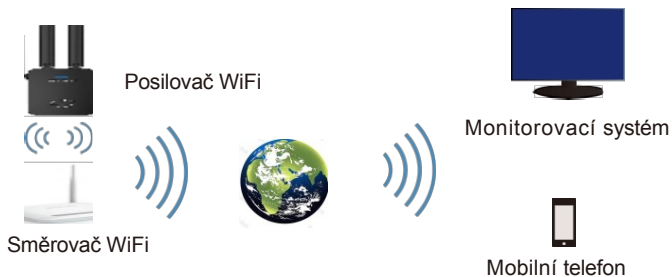 Posilovač WiFi
Monitorovací systém
Směrovač WiFi
Mobilní telefon